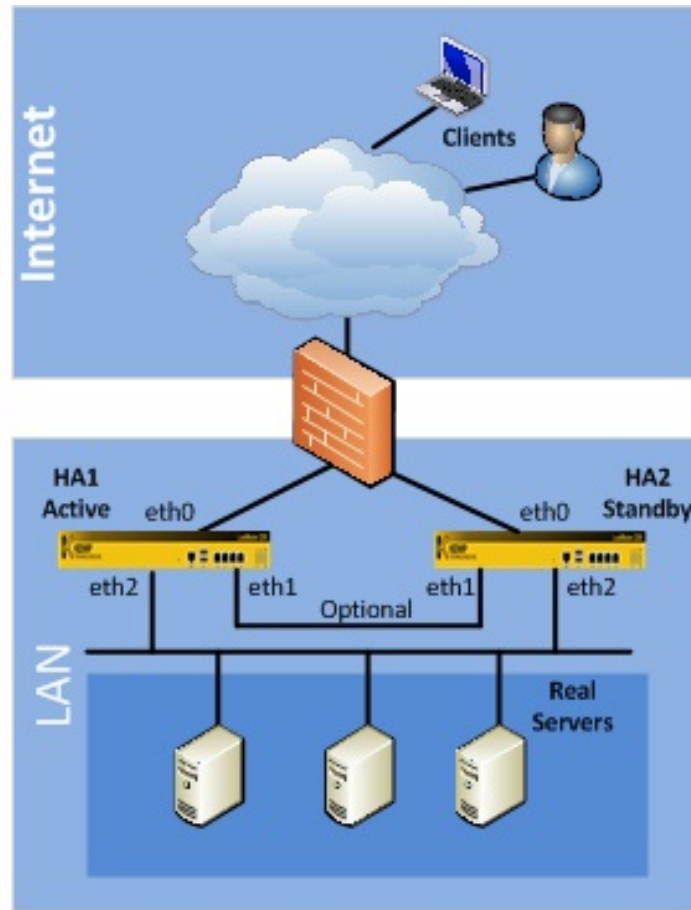 Internet
Clients
HA1
Active
eth0
HA2
Standby
eth0
eth2
eth1
Optional
eth1
eth2
LAN
Real
Servers